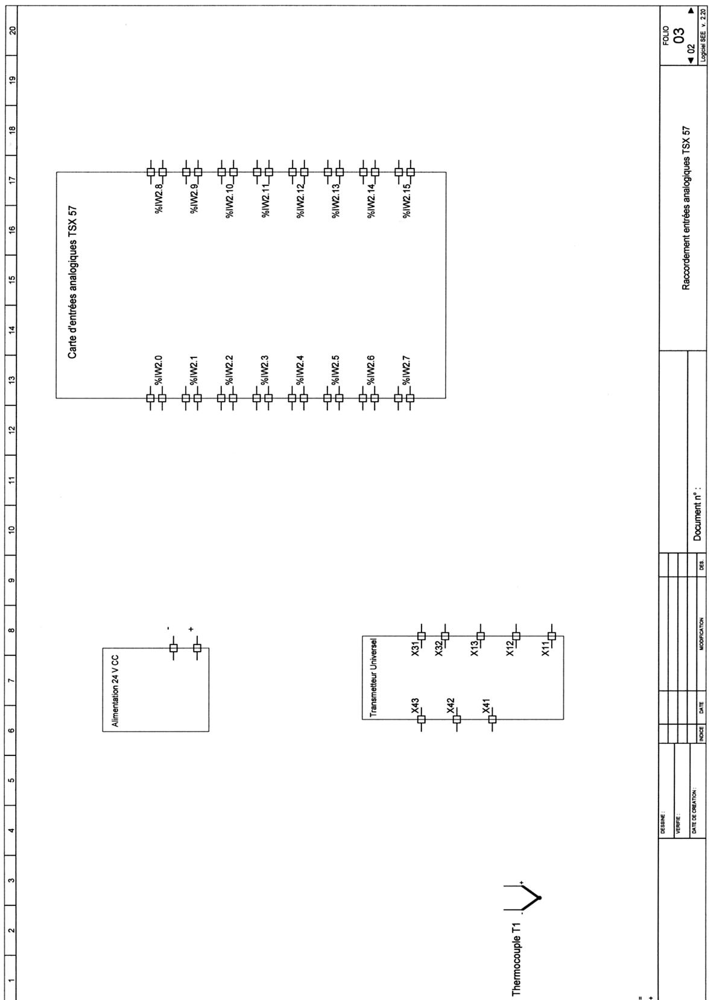 1 2 3 4 5 6 7 8 9 10 11 12 13 14 15 16 17 18 19 20
Carte d'entrées analogiques TSX 57
%IW2.0
%IW2.8
%IW2.1
%IW2.9
%IW2.2
%IW2.10
%IW2.3
%IW2.11
%IW2.4
%IW2.12
%IW2.5
%IW2.13
%IW2.6
%IW2.14
%IW2.7
%IW2.15
Alimentation 24 V CC
-
+
Transmetteur Universel
X43
X31
X42
X32
X41
X13
X12
X11
Thermocouple T1
- +
=
+
DESSINE :
VERIFIE :
DATE DE CREATION :
INDICE DATE MODIFICATION DES.
Document n° :
Raccordement entrées analogiques TSX 57
FOLIO
03
◄ 02 ►
Logiciel SEE v. 2.20